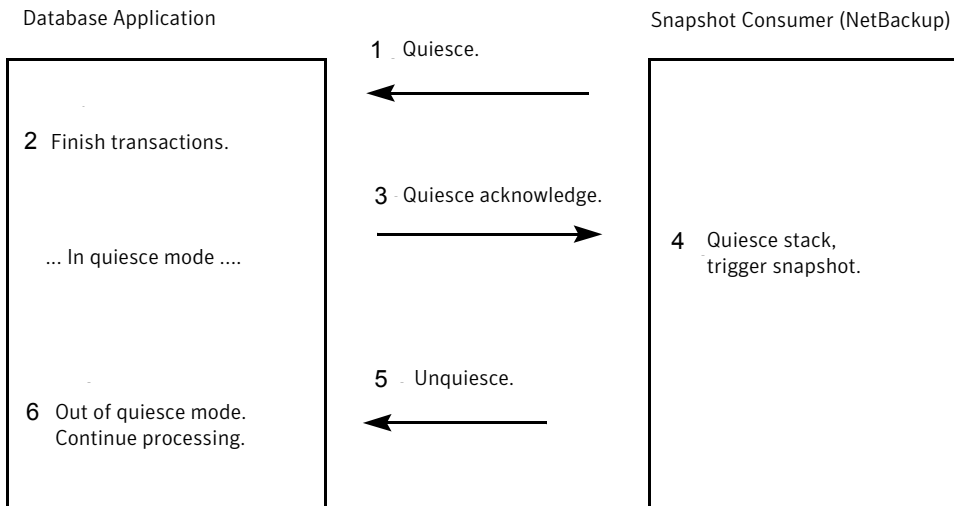 Database Application
Snapshot Consumer (NetBackup)
1 Quiesce.
2 Finish transactions.
3 Quiesce acknowledge.
... In quiesce mode ....
4 Quiesce stack,
trigger snapshot.
5 Unquiesce.
6 Out of quiesce mode.
Continue processing.